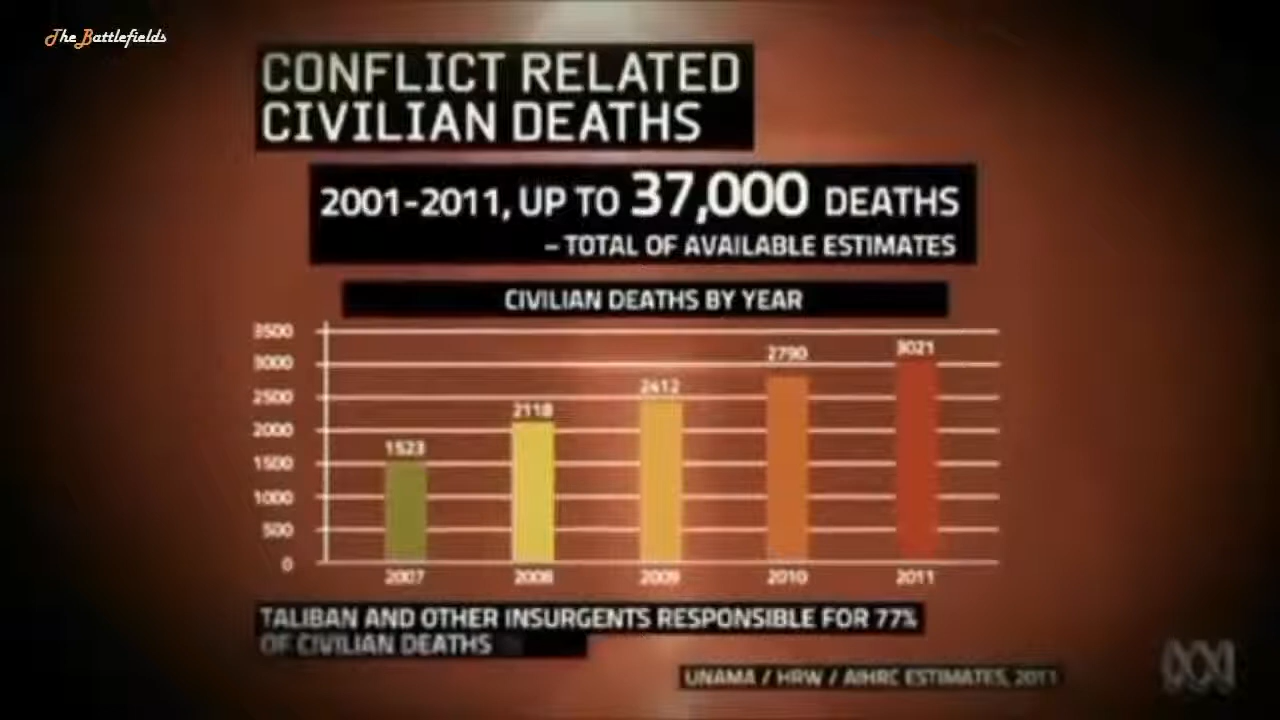 The Battlefields
CONFLICT RELATED
CIVILIAN DEATHS
2001-2011, UP TO 37,000 DEATHS
– TOTAL OF AVAILABLE ESTIMATES
CIVILIAN DEATHS BY YEAR
3500
3000
2500
2000
1500
1000
500
0
1523
2118
2412
2790
3021
2007
2008
2009
2010
2011
TALIBAN AND OTHER INSURGENTS RESPONSIBLE FOR 77%
OF CIVILIAN DEATHS
UNAMA / HRW / AIHRC ESTIMATES, 2011